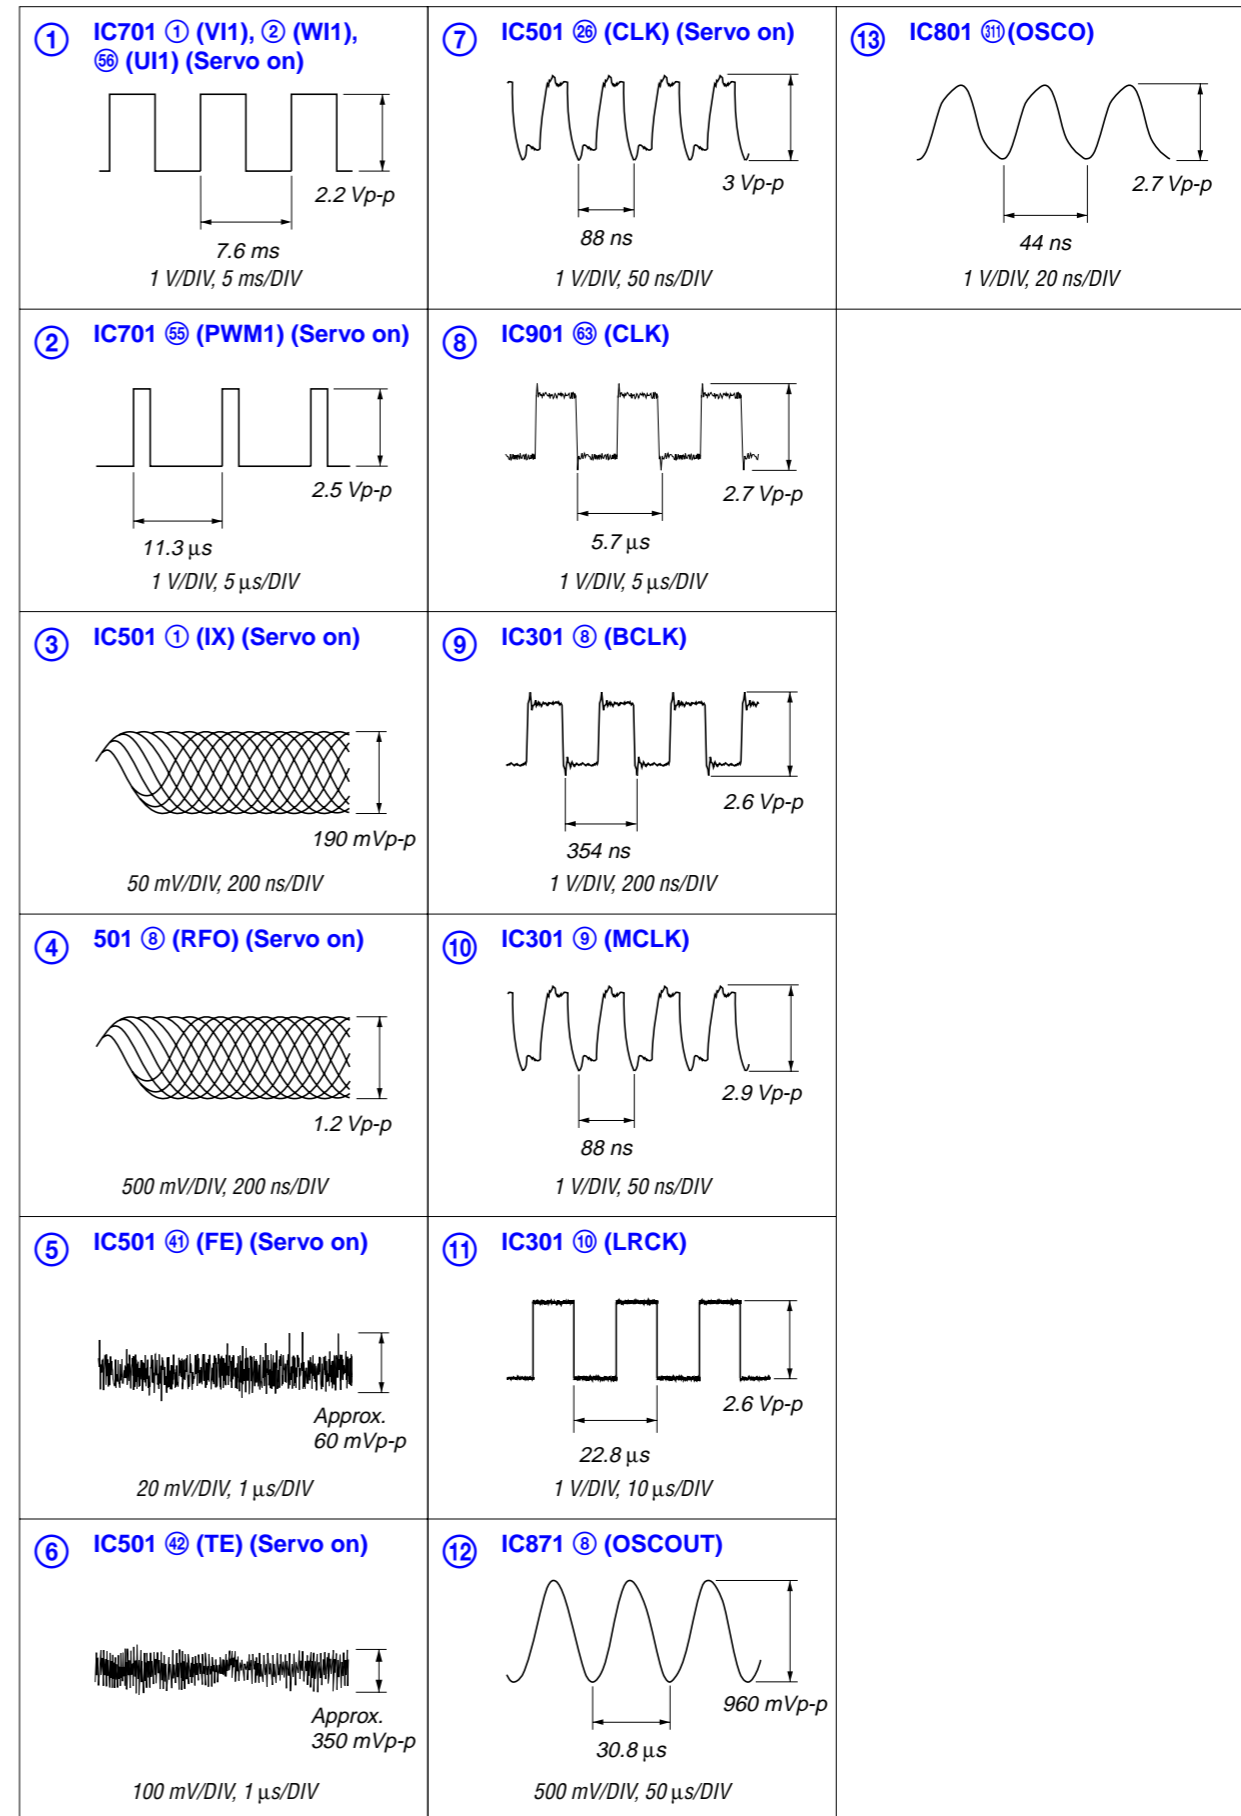 ① IC701 ① (VI1), ② (WI1),
㊻ (UI1) (Servo on)
2.2 Vp-p
7.6 ms
1 V/DIV, 5 ms/DIV
② IC701 55 (PWM1) (Servo on)
2.5 Vp-p
11.3 µs
1 V/DIV, 5 µs/DIV
③ IC501 ① (IX) (Servo on)
190 mVp-p
50 mV/DIV, 200 ns/DIV
④ 501 ⑧ (RFO) (Servo on)
1.2 Vp-p
500 mV/DIV, 200 ns/DIV
⑤ IC501 ㊶ (FE) (Servo on)
Approx.
60 mVp-p
20 mV/DIV, 1 µs/DIV
⑥ IC501 ㊷ (TE) (Servo on)
Approx.
350 mVp-p
100 mV/DIV, 1 µs/DIV
⑦ IC501 ㉖ (CLK) (Servo on)
3 Vp-p
88 ns
1 V/DIV, 50 ns/DIV
⑧ IC901 63 (CLK)
2.7 Vp-p
5.7 µs
1 V/DIV, 5 µs/DIV
⑨ IC301 ⑧ (BCLK)
2.6 Vp-p
354 ns
1 V/DIV, 200 ns/DIV
⑩ IC301 ⑨ (MCLK)
2.9 Vp-p
88 ns
1 V/DIV, 50 ns/DIV
⑪ IC301 ⑩ (LRCK)
2.6 Vp-p
22.8 µs
1 V/DIV, 10 µs/DIV
⑫ IC871 ⑧ (OSCOUT)
960 mVp-p
30.8 µs
500 mV/DIV, 50 µs/DIV
⑬ IC801 311 (OSCO)
2.7 Vp-p
44 ns
1 V/DIV, 20 ns/DIV